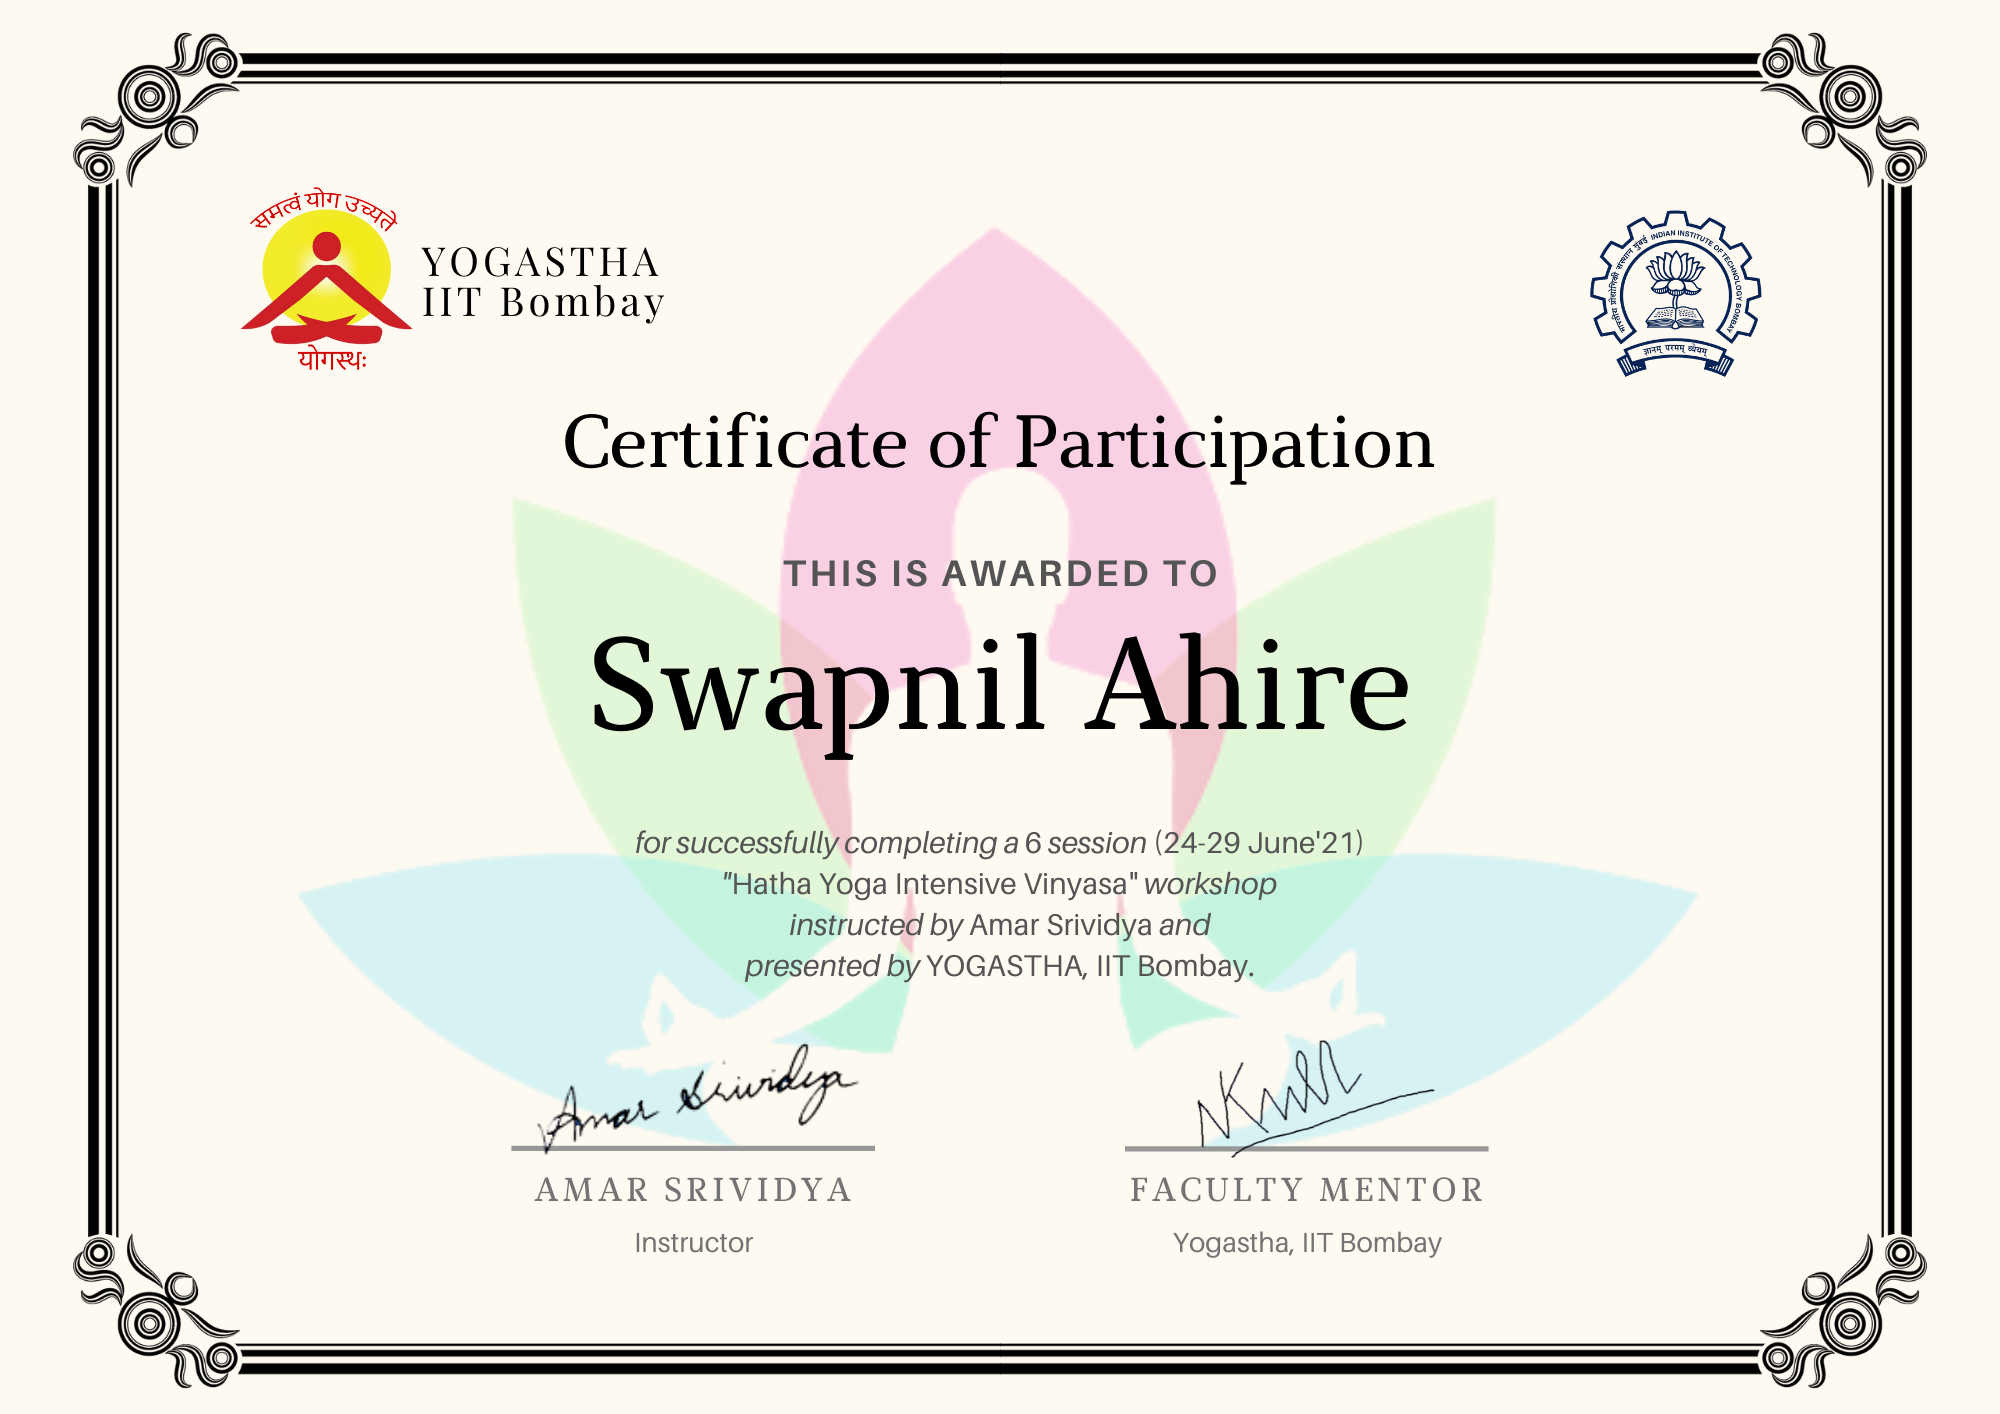 समत्वं योग उच्यते
YOGASTHA
IIT Bombay
योगस्थः
भारतीय प्रौद्योगिकी संस्थान मुंबई INDIAN INSTITUTE OF TECHNOLOGY BOMBAY
ज्ञानम् परमम् ध्येयम्
Certificate of Participation
THIS IS AWARDED TO
Swapnil Ahire
for successfully completing a 6 session (24-29 June'21)
"Hatha Yoga Intensive Vinyasa" workshop
instructed by Amar Srividya and
presented by YOGASTHA, IIT Bombay.
Amar Srividya
AMAR SRIVIDYA
Instructor
FACULTY MENTOR
Yogastha, IIT Bombay